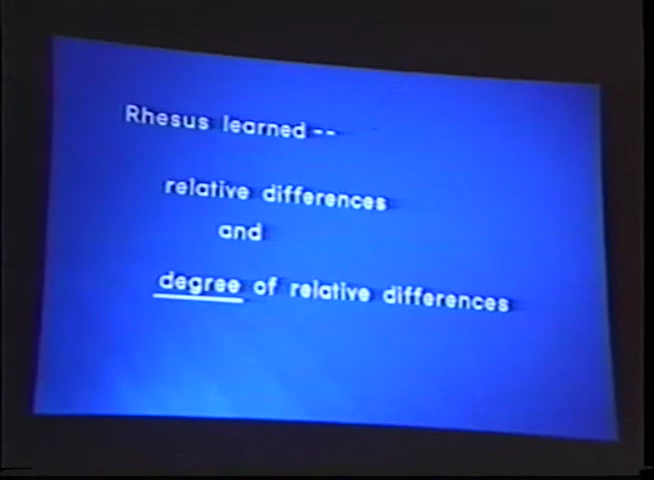 Rhesus learned --
relative differences
and
degree of relative differences